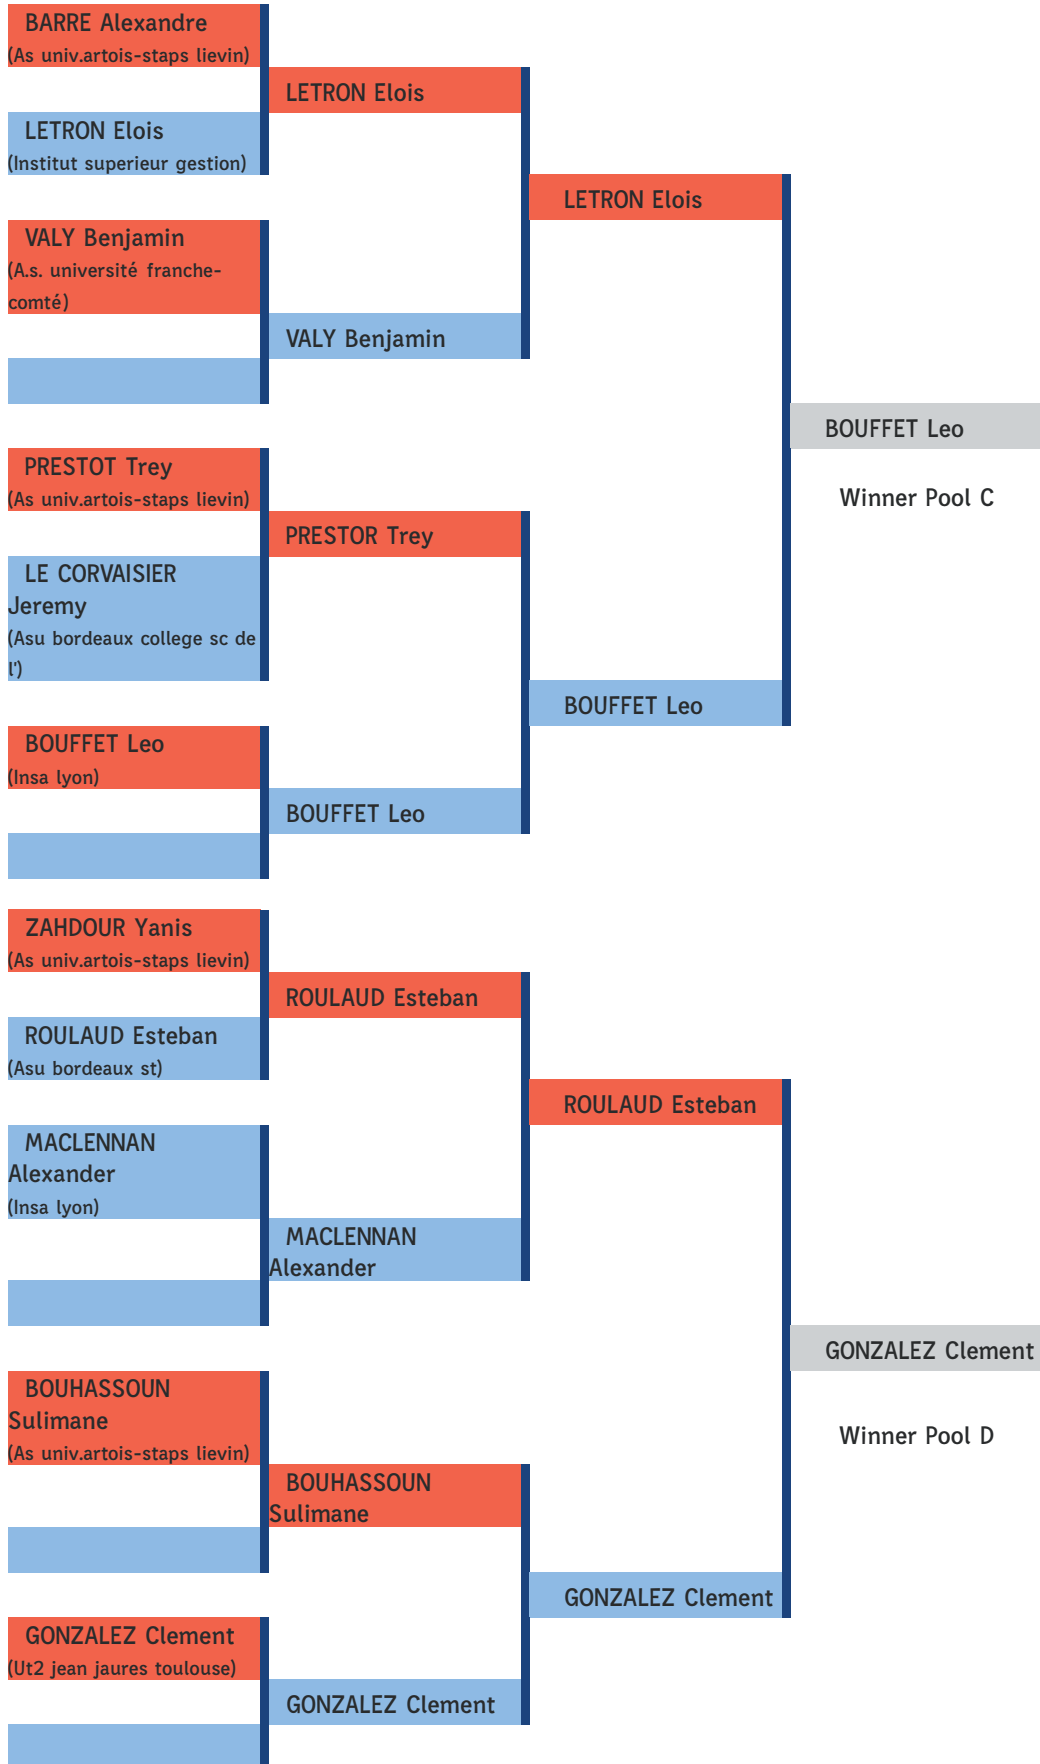 BARRE Alexandre
(As univ.artois-staps lievin)
LETRON Elois
LETRON Elois
(Institut superieur gestion)
LETRON Elois
VALY Benjamin
(A.s. université franche-
comté)
VALY Benjamin
BOUFFET Leo
Winner Pool C
PRESTOT Trey
(As univ.artois-staps lievin)
PRESTOR Trey
LE CORVAISIER
Jeremy
(Asu bordeaux college sc de
l')
BOUFFET Leo
BOUFFET Leo
(Insa lyon)
BOUFFET Leo
ZAHDOUR Yanis
(As univ.artois-staps lievin)
ROULAUD Esteban
ROULAUD Esteban
(Asu bordeaux st)
ROULAUD Esteban
MACLENNAN
Alexander
(Insa lyon)
MACLENNAN
Alexander
GONZALEZ Clement
Winner Pool D
BOUHASSOUN
Sulimane
(As univ.artois-staps lievin)
BOUHASSOUN
Sulimane
GONZALEZ Clement
GONZALEZ Clement
(Ut2 jean jaures toulouse)
GONZALEZ Clement